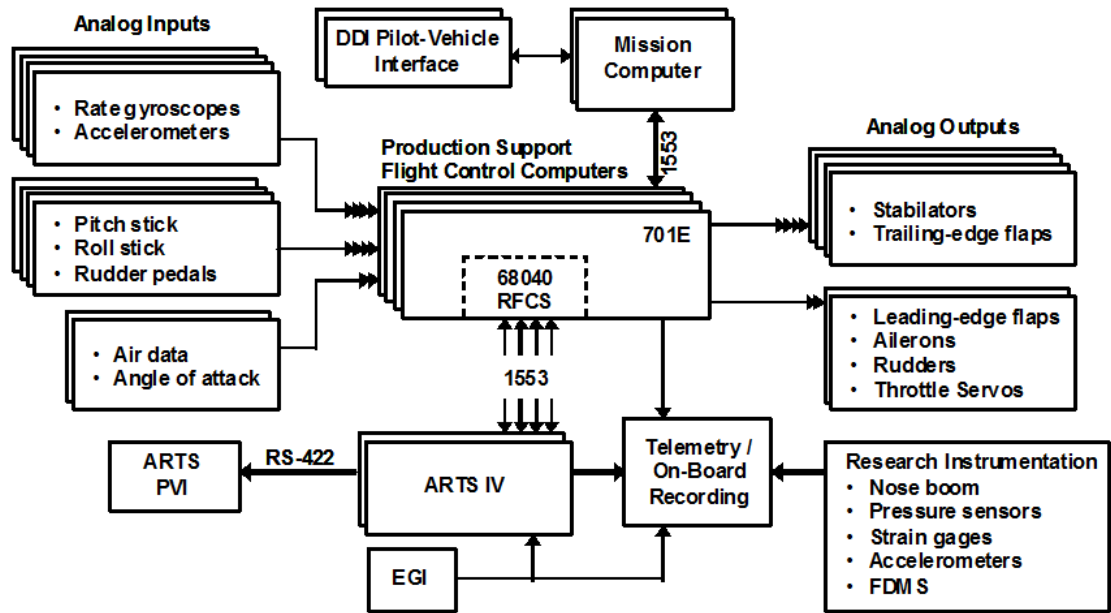 Analog Inputs
• Rate gyroscopes
• Accelerometers
• Pitch stick
• Roll stick
• Rudder pedals
• Air data
• Angle of attack
DDI Pilot-Vehicle
Interface
Mission
Computer
1553
Production Support
Flight Control Computers
701E
68040
RFCS
1553
Analog Outputs
• Stabilators
• Trailing-edge flaps
• Leading-edge flaps
• Ailerons
• Rudders
• Throttle Servos
ARTS
PVI
RS-422
ARTS IV
EGI
Telemetry /
On-Board
Recording
Research Instrumentation
• Nose boom
• Pressure sensors
• Strain gages
• Accelerometers
• FDMS